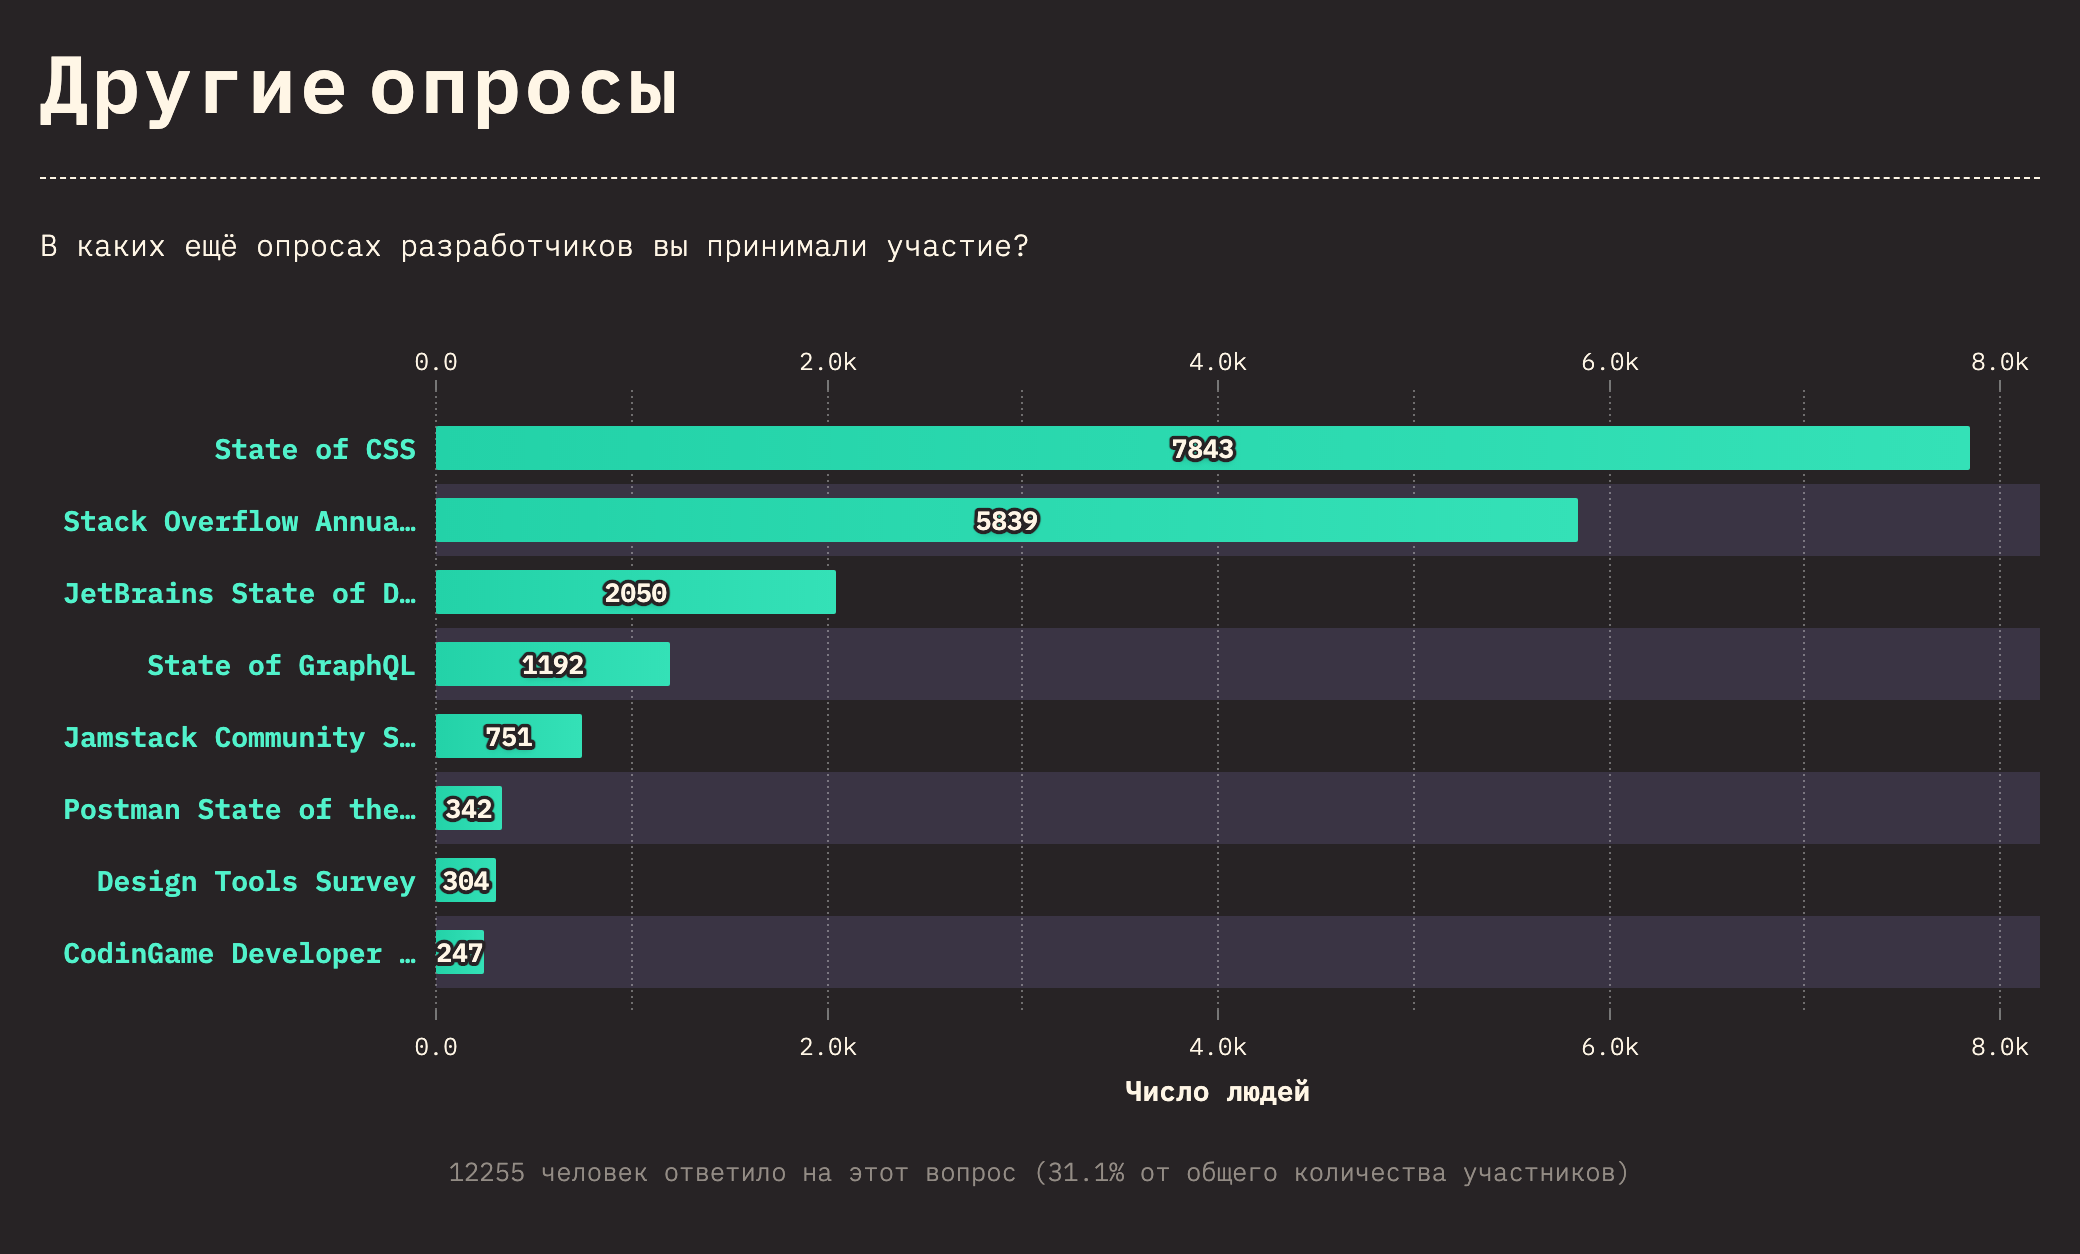 Другие опросы
В каких ещё опросах разработчиков вы принимали участие?
0.0 2.0k 4.0k 6.0k 8.0k
State of CSS 7843
Stack Overflow Annua… 5839
JetBrains State of D… 2050
State of GraphQL 1192
Jamstack Community S… 751
Postman State of the… 342
Design Tools Survey 304
CodinGame Developer … 247
0.0 2.0k 4.0k 6.0k 8.0k
Число людей
12255 человек ответило на этот вопрос (31.1% от общего количества участников)